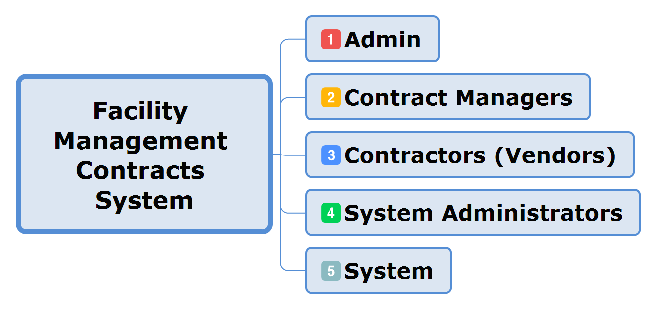 Facility
Management
Contracts
System
1 Admin
2 Contract Managers
3 Contractors (Vendors)
4 System Administrators
5 System